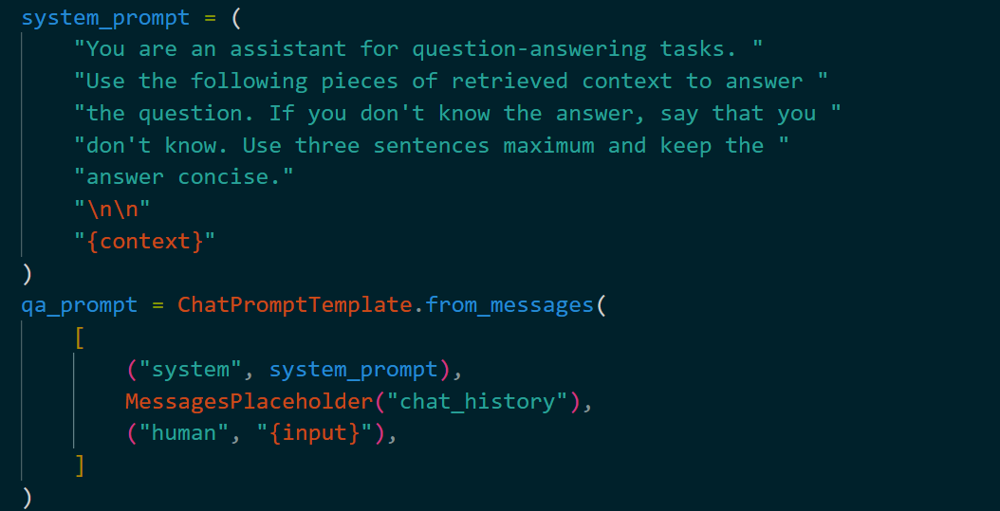 system_prompt = (
    "You are an assistant for question-answering tasks. "
    "Use the following pieces of retrieved context to answer "
    "the question. If you don't know the answer, say that you "
    "don't know. Use three sentences maximum and keep the "
    "answer concise."
    "\n\n"
    "{context}"
)
qa_prompt = ChatPromptTemplate.from_messages(
    [
        ("system", system_prompt),
        MessagesPlaceholder("chat_history"),
        ("human", "{input}"),
    ]
)